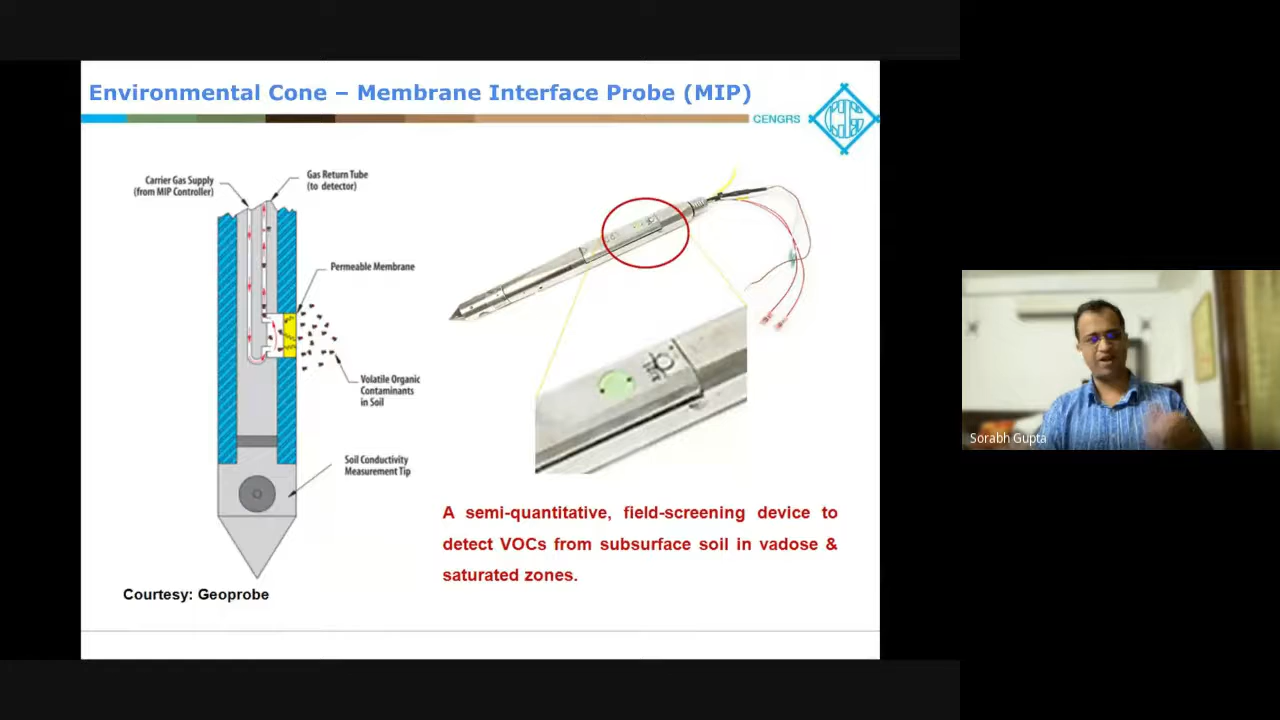 Environmental Cone – Membrane Interface Probe (MIP)
CENGRS
Carrier Gas Supply
(from MIP Controller)
Gas Return Tube
(to detector)
Permeable Membrane
Volatile Organic
Contaminants
in Soil
Soil Conductivity
Measurement Tip
A semi-quantitative, field-screening device to
detect VOCs from subsurface soil in vadose &
saturated zones.
Courtesy: Geoprobe
Sorabh Gupta